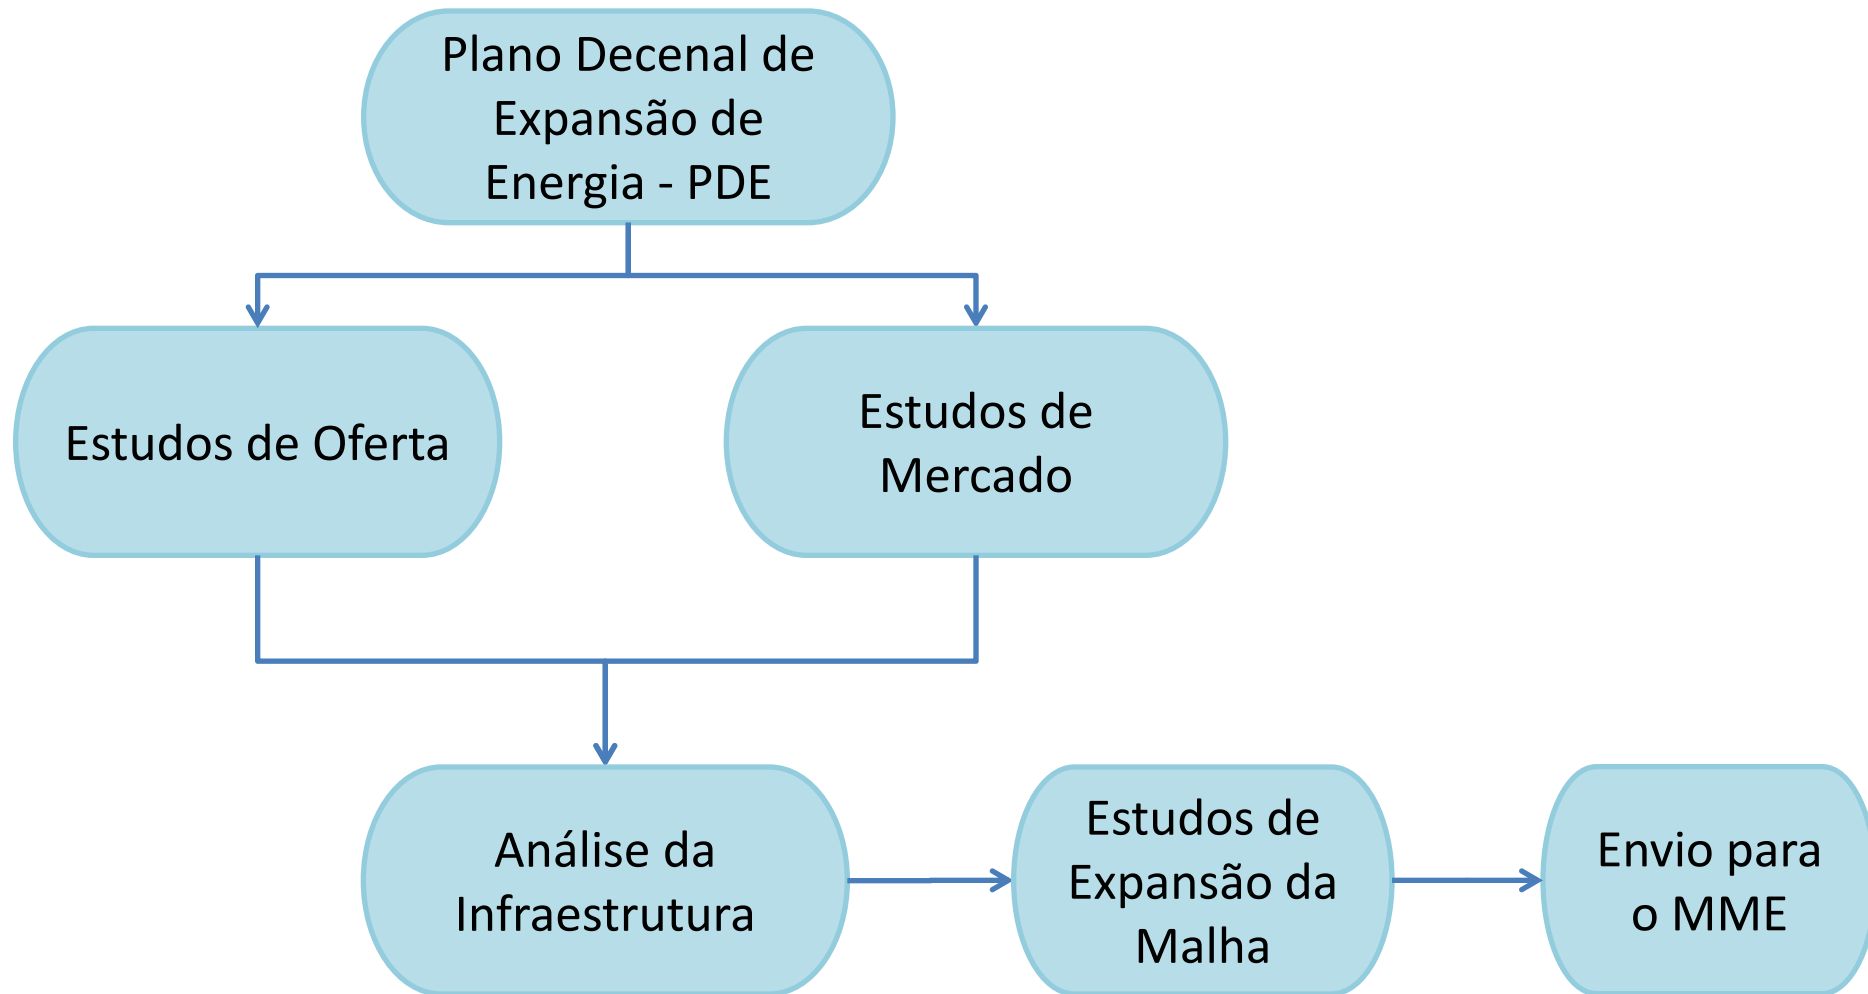 Plano Decenal de
Expansão de
Energia - PDE
Estudos de Oferta
Estudos de
Mercado
Análise da
Infraestrutura
Estudos de
Expansão da
Malha
Envio para
o MME